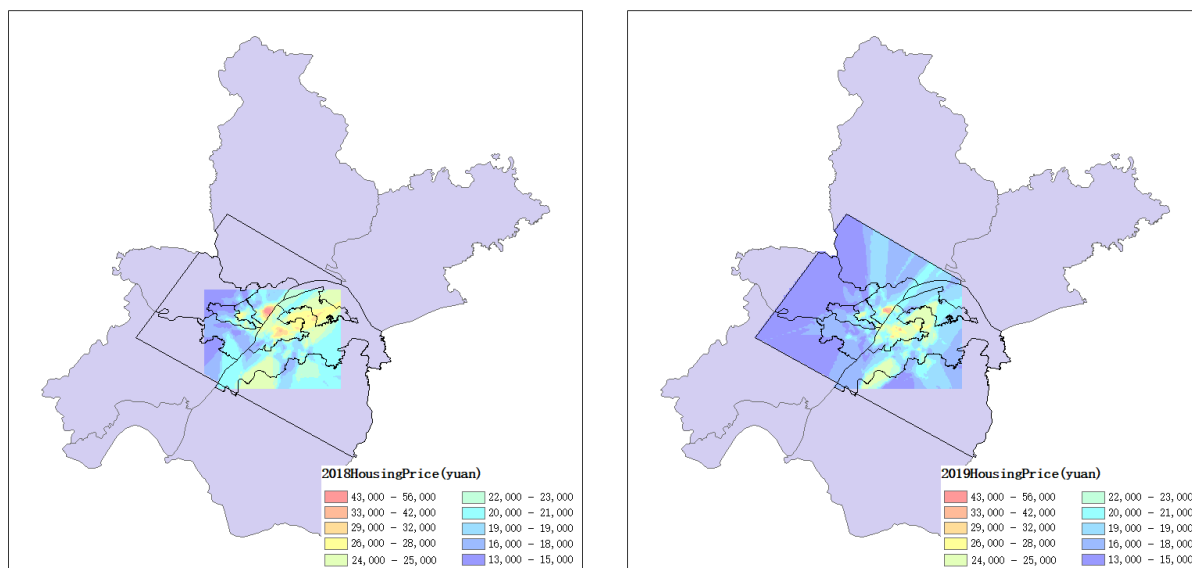 2018HousingPrice(yuan)
43,000 - 56,000 22,000 - 23,000
33,000 - 42,000 20,000 - 21,000
29,000 - 32,000 19,000 - 19,000
26,000 - 28,000 16,000 - 18,000
24,000 - 25,000 13,000 - 15,000
2019HousingPrice(yuan)
43,000 - 56,000 22,000 - 23,000
33,000 - 42,000 20,000 - 21,000
29,000 - 32,000 19,000 - 19,000
26,000 - 28,000 16,000 - 18,000
24,000 - 25,000 13,000 - 15,000